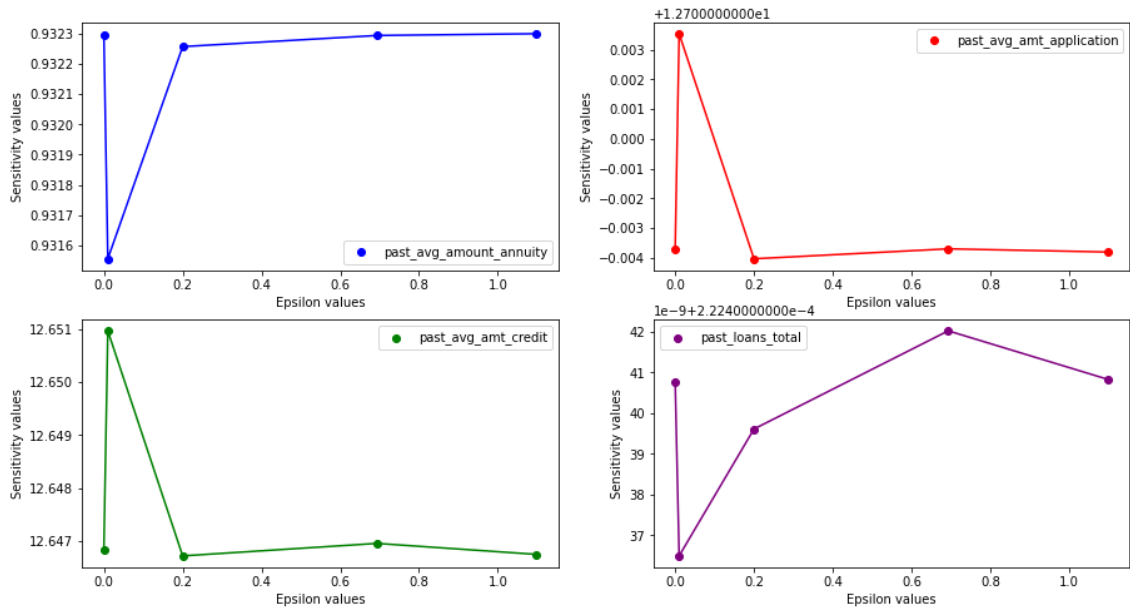 0.9323
0.9322
0.9321
0.9320
0.9319
0.9318
0.9317
0.9316
Sensitivity values
past_avg_amount_annuity
0.0 0.2 0.4 0.6 0.8 1.0
Epsilon values
+1.2700000000e1
0.003
0.002
0.001
0.000
−0.001
−0.002
−0.003
−0.004
Sensitivity values
past_avg_amt_application
0.0 0.2 0.4 0.6 0.8 1.0
Epsilon values
12.651
12.650
12.649
12.648
12.647
Sensitivity values
past_avg_amt_credit
0.0 0.2 0.4 0.6 0.8 1.0
Epsilon values
1e-9+2.2240000000e-4
42
41
40
39
38
37
Sensitivity values
past_loans_total
0.0 0.2 0.4 0.6 0.8 1.0
Epsilon values